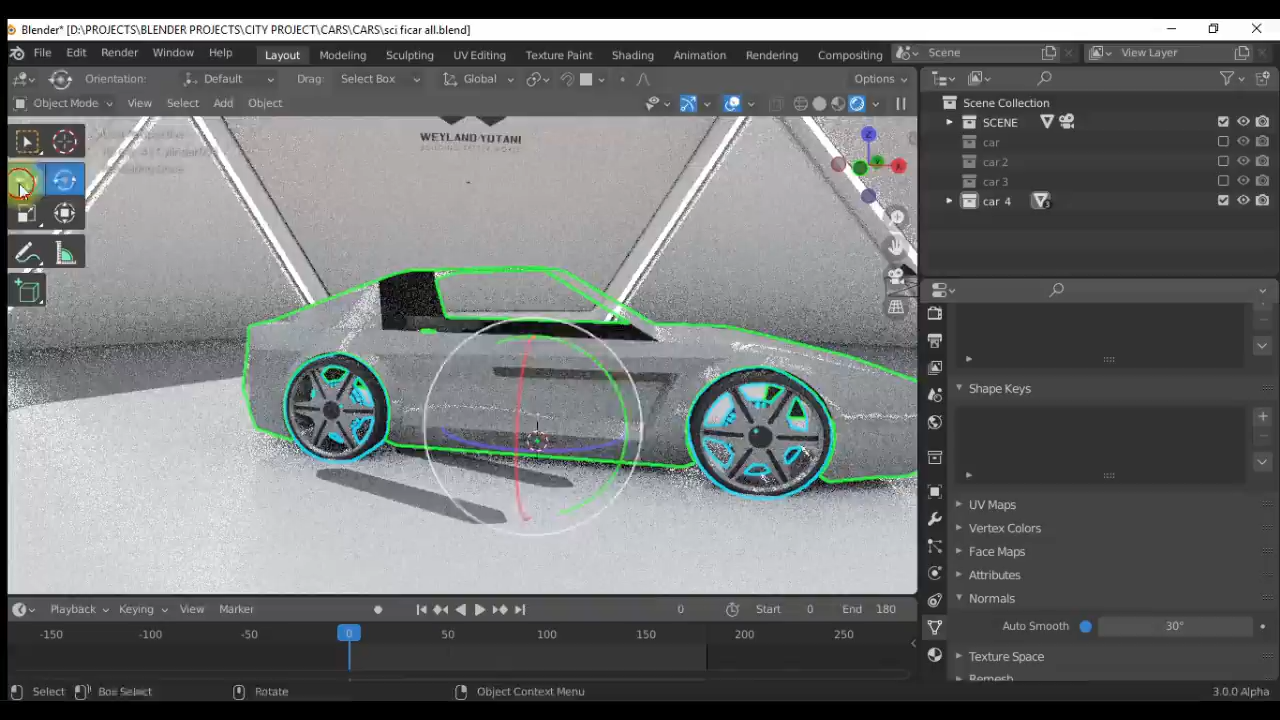 Blender* [D:\PROJECTS\BLENDER PROJECTS\CITY PROJECT\CARS\CARS\sci ficar all.blend]
File Edit Render Window Help Layout Modeling Sculpting UV Editing Texture Paint Shading Animation Rendering Compositing Scene View Layer
Orientation: Default Drag: Select Box Global Options
Object Mode View Select Add Object
Scene Collection
SCENE
car
car 2
car 3
car 4
WEYLAND-YUTANI
Z
Shape Keys
UV Maps
Vertex Colors
Face Maps
Attributes
Normals
Auto Smooth 30°
Texture Space
Remesh
Playback Keying View Marker 0 Start 0 End 180
-150 -100 -50 0 50 100 150 200 250
Select Box Select Rotate Object Context Menu 3.0.0 Alpha